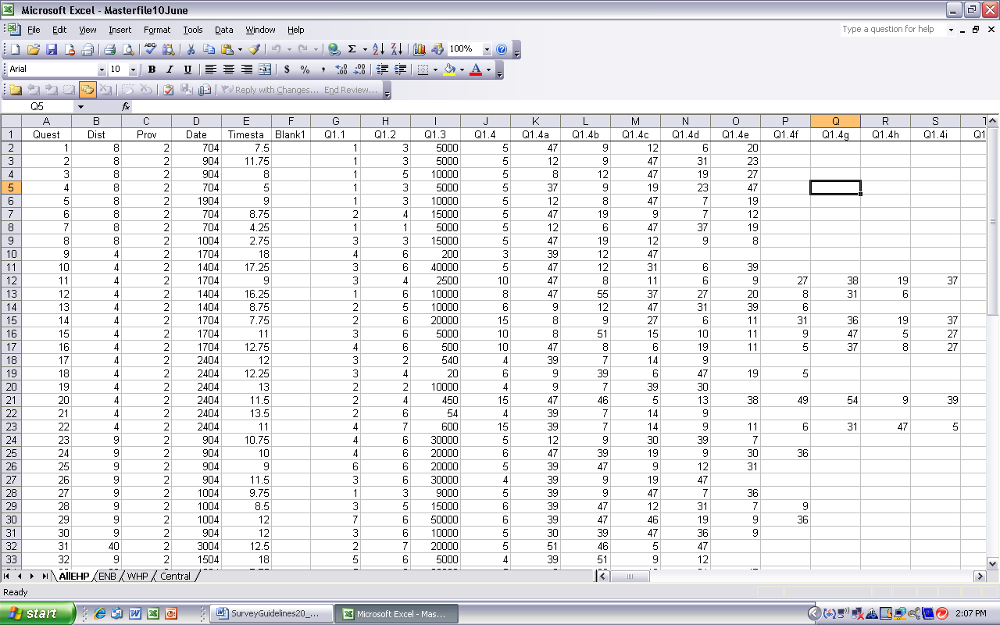 Microsoft Excel - Masterfile10June
File Edit View Insert Format Tools Data Window Help Type a question for help
100%
Arial 10 B I U $ % , .00 .00
Reply with Changes... End Review...
Q5 fx
A B C D E F G H I J K L M N O P Q R S T
1 Quest Dist Prov Date Timesta Blank1 Q1.1 Q1.2 Q1.3 Q1.4 Q1.4a Q1.4b Q1.4c Q1.4d Q1.4e Q1.4f Q1.4g Q1.4h Q1.4i Q1
2 1 8 2 704 7.5 1 3 5000 5 47 9 12 6 20
3 2 8 2 904 11.75 1 3 5000 5 12 9 47 31 23
4 3 8 2 904 8 1 5 10000 5 8 12 47 19 27
5 4 8 2 704 5 1 3 5000 5 37 9 19 23 47
6 5 8 2 1904 9 1 3 10000 5 12 8 47 7 19
7 6 8 2 704 8.75 2 4 15000 5 47 19 9 7 12
8 7 8 2 704 4.25 1 1 5000 5 12 6 47 37 19
9 8 8 2 1004 2.75 3 3 15000 5 47 19 12 9 8
10 9 4 2 1704 18 4 6 200 3 39 12 47
11 10 4 2 1404 17.25 3 6 40000 5 47 12 31 6 39
12 11 4 2 1704 9 3 4 2500 10 47 8 11 6 9 27 38 19 37
13 12 4 2 1404 16.25 1 6 10000 8 47 55 37 27 20 8 31 6
14 13 4 2 1404 8.75 2 5 10000 6 9 12 47 31 39 6
15 14 4 2 1704 7.75 2 6 20000 15 8 9 27 6 11 31 36 19 37
16 15 4 2 1704 11 3 6 5000 10 8 51 15 10 11 9 47 5 27
17 16 4 2 1704 12.75 4 6 500 10 47 8 6 19 11 5 37 8 27
18 17 4 2 2404 12 3 2 540 4 39 7 14 9
19 18 4 2 2404 12.25 3 4 20 6 9 39 6 47 19 5
20 19 4 2 2404 13 2 2 10000 4 9 7 39 30
21 20 4 2 2404 11.5 2 4 450 15 47 46 5 13 38 49 54 9 39
22 21 4 2 2404 13.5 2 6 54 4 39 7 14 9
23 22 4 2 2404 11 4 7 600 15 39 7 14 9 11 6 31 47 5
24 23 9 2 904 10.75 4 6 30000 5 12 9 30 39 7
25 24 9 2 904 10 4 6 20000 6 47 39 19 9 30 36
26 25 9 2 904 9 6 6 20000 5 39 47 9 12 31
27 26 9 2 904 11.5 3 6 30000 4 39 9 19 47
28 27 9 2 1004 9.75 1 3 9000 5 39 9 47 7 36
29 28 9 2 1004 8.5 3 5 15000 6 39 47 12 31 7 9
30 29 9 2 1004 12 7 6 50000 6 39 47 46 19 9 36
31 30 9 2 904 12 3 6 10000 5 30 39 47 36 9
32 31 40 2 3004 12.5 2 7 20000 5 51 46 5 47
33 32 9 2 1504 18 5 6 5000 4 39 51 9 12
AllEHP ENB WHP Central
Ready
start SurveyGuidelines20_... Microsoft Excel - Mas... 2:07 PM